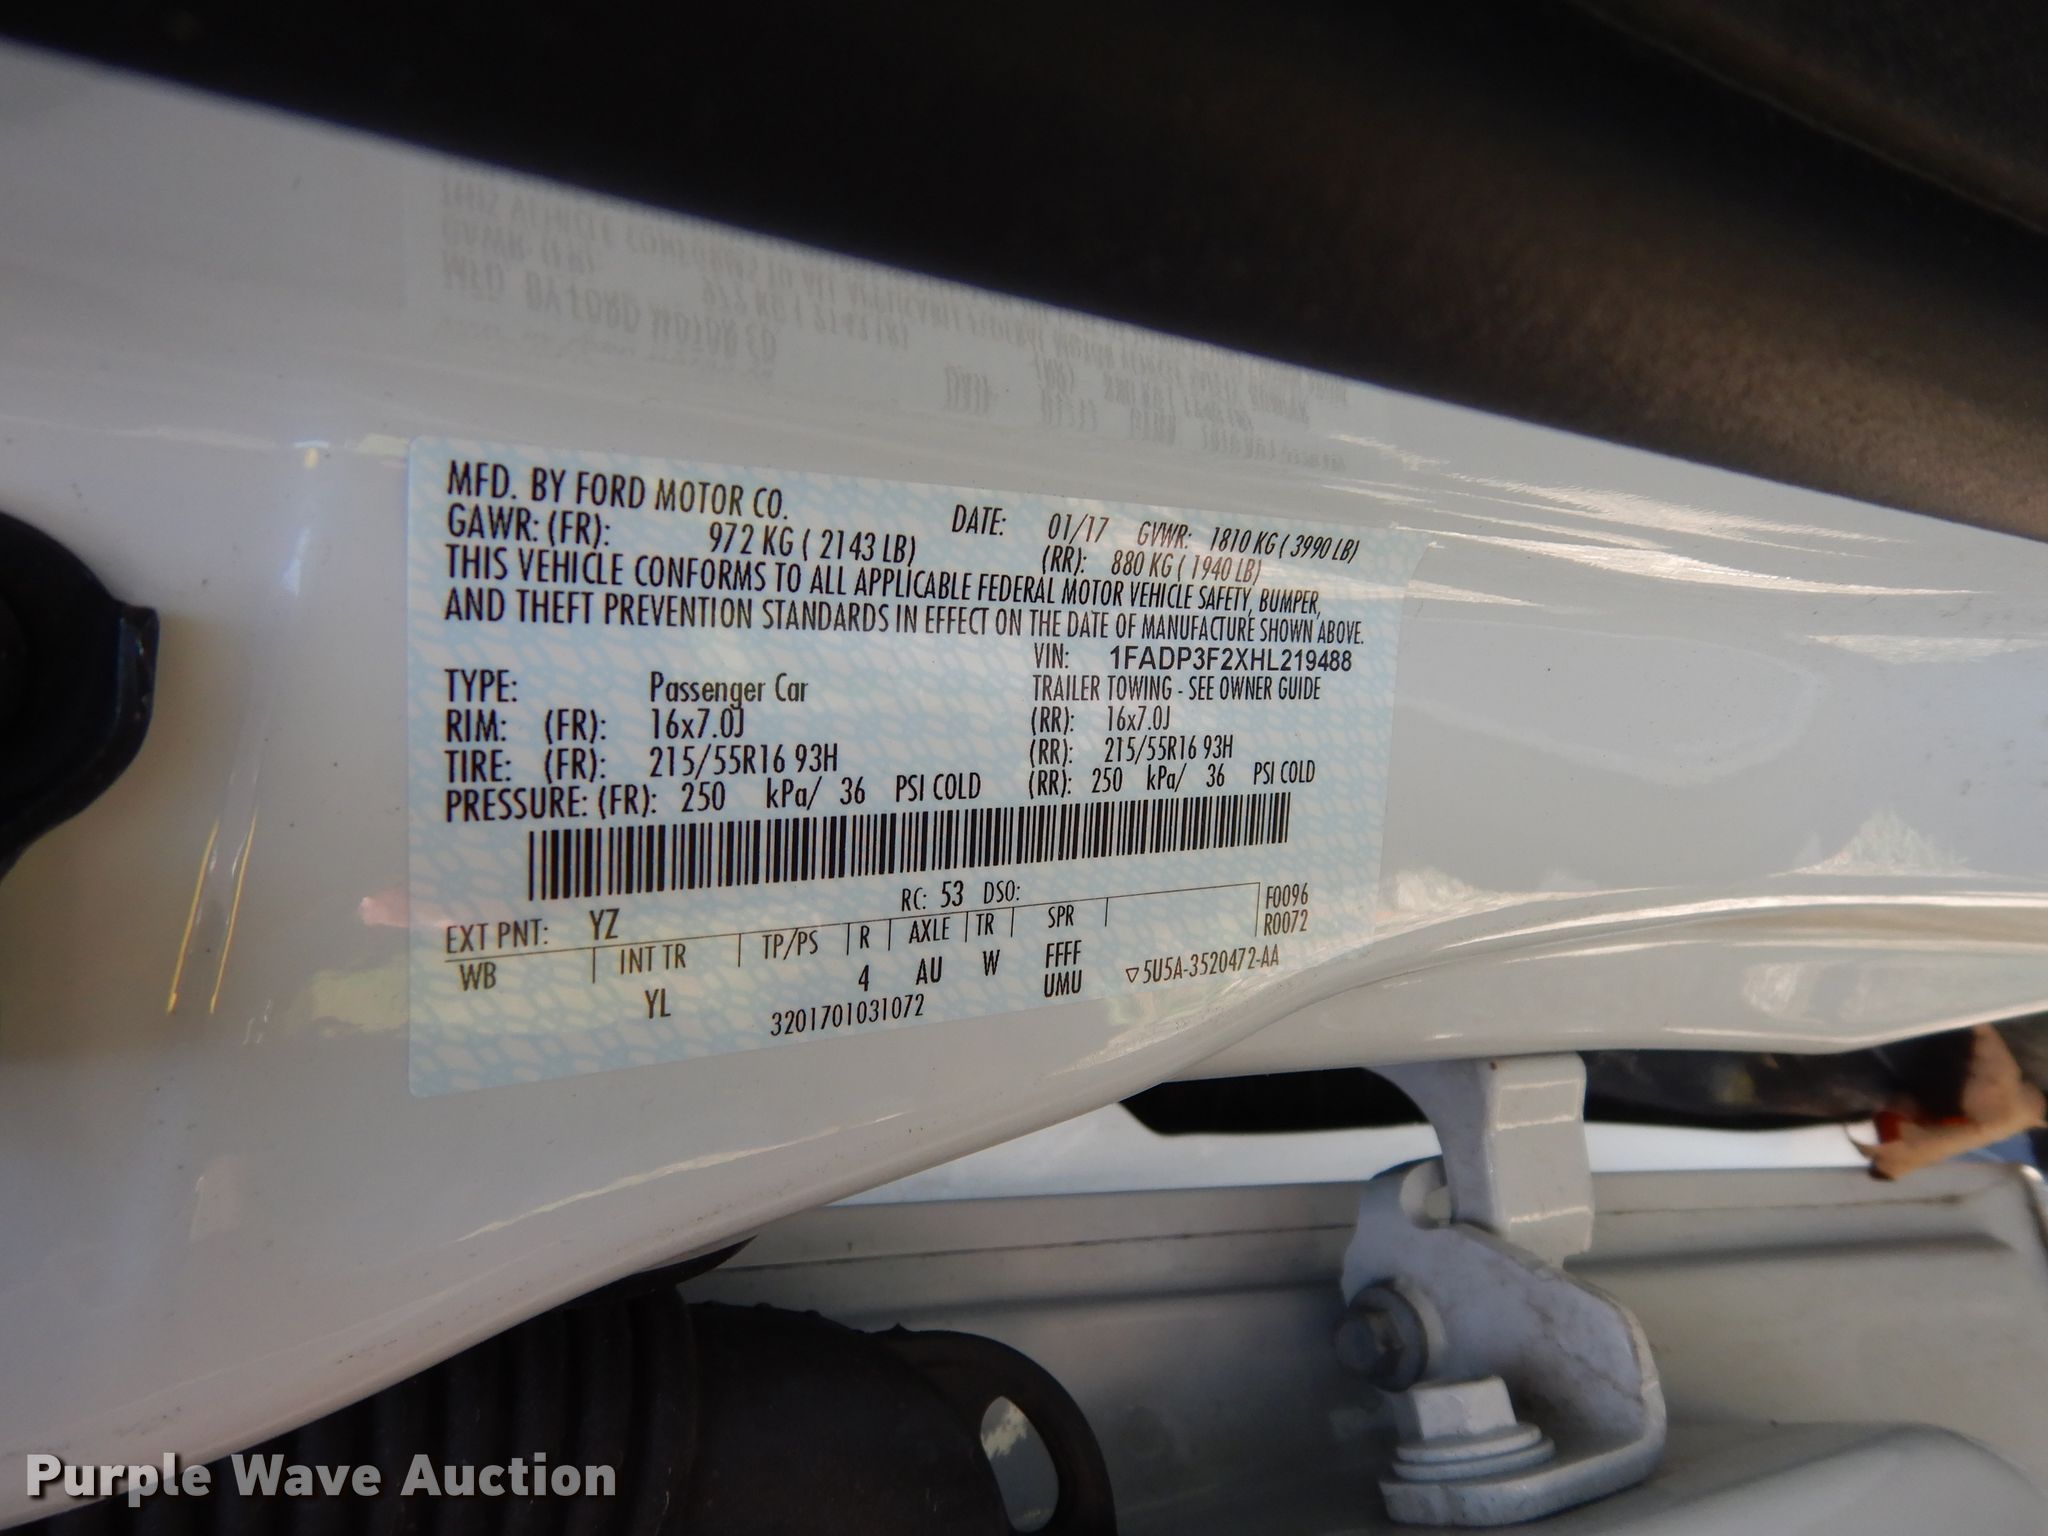 MFD. BY FORD MOTOR CO. DATE: 01/17 GVWR: 1810 KG ( 3990 LB)
GAWR: (FR): 972 KG ( 2143 LB) (RR): 880 KG ( 1940 LB)
THIS VEHICLE CONFORMS TO ALL APPLICABLE FEDERAL MOTOR VEHICLE SAFETY, BUMPER,
AND THEFT PREVENTION STANDARDS IN EFFECT ON THE DATE OF MANUFACTURE SHOWN ABOVE.
VIN: 1FADP3F2XHL219488
TYPE: Passenger Car TRAILER TOWING - SEE OWNER GUIDE
RIM: (FR): 16x7.0J (RR): 16x7.0J
TIRE: (FR): 215/55R16 93H (RR): 215/55R16 93H
PRESSURE: (FR): 250 kPa/ 36 PSI COLD (RR): 250 kPa/ 36 PSI COLD
EXT PNT: YZ RC: 53 DSO: F0096
R0072
WB INT TR TP/PS R AXLE TR SPR
YL 4 AU W FFFF
UMU
3201701031072 ▽5U5A-3520472-AA
Purple Wave Auction